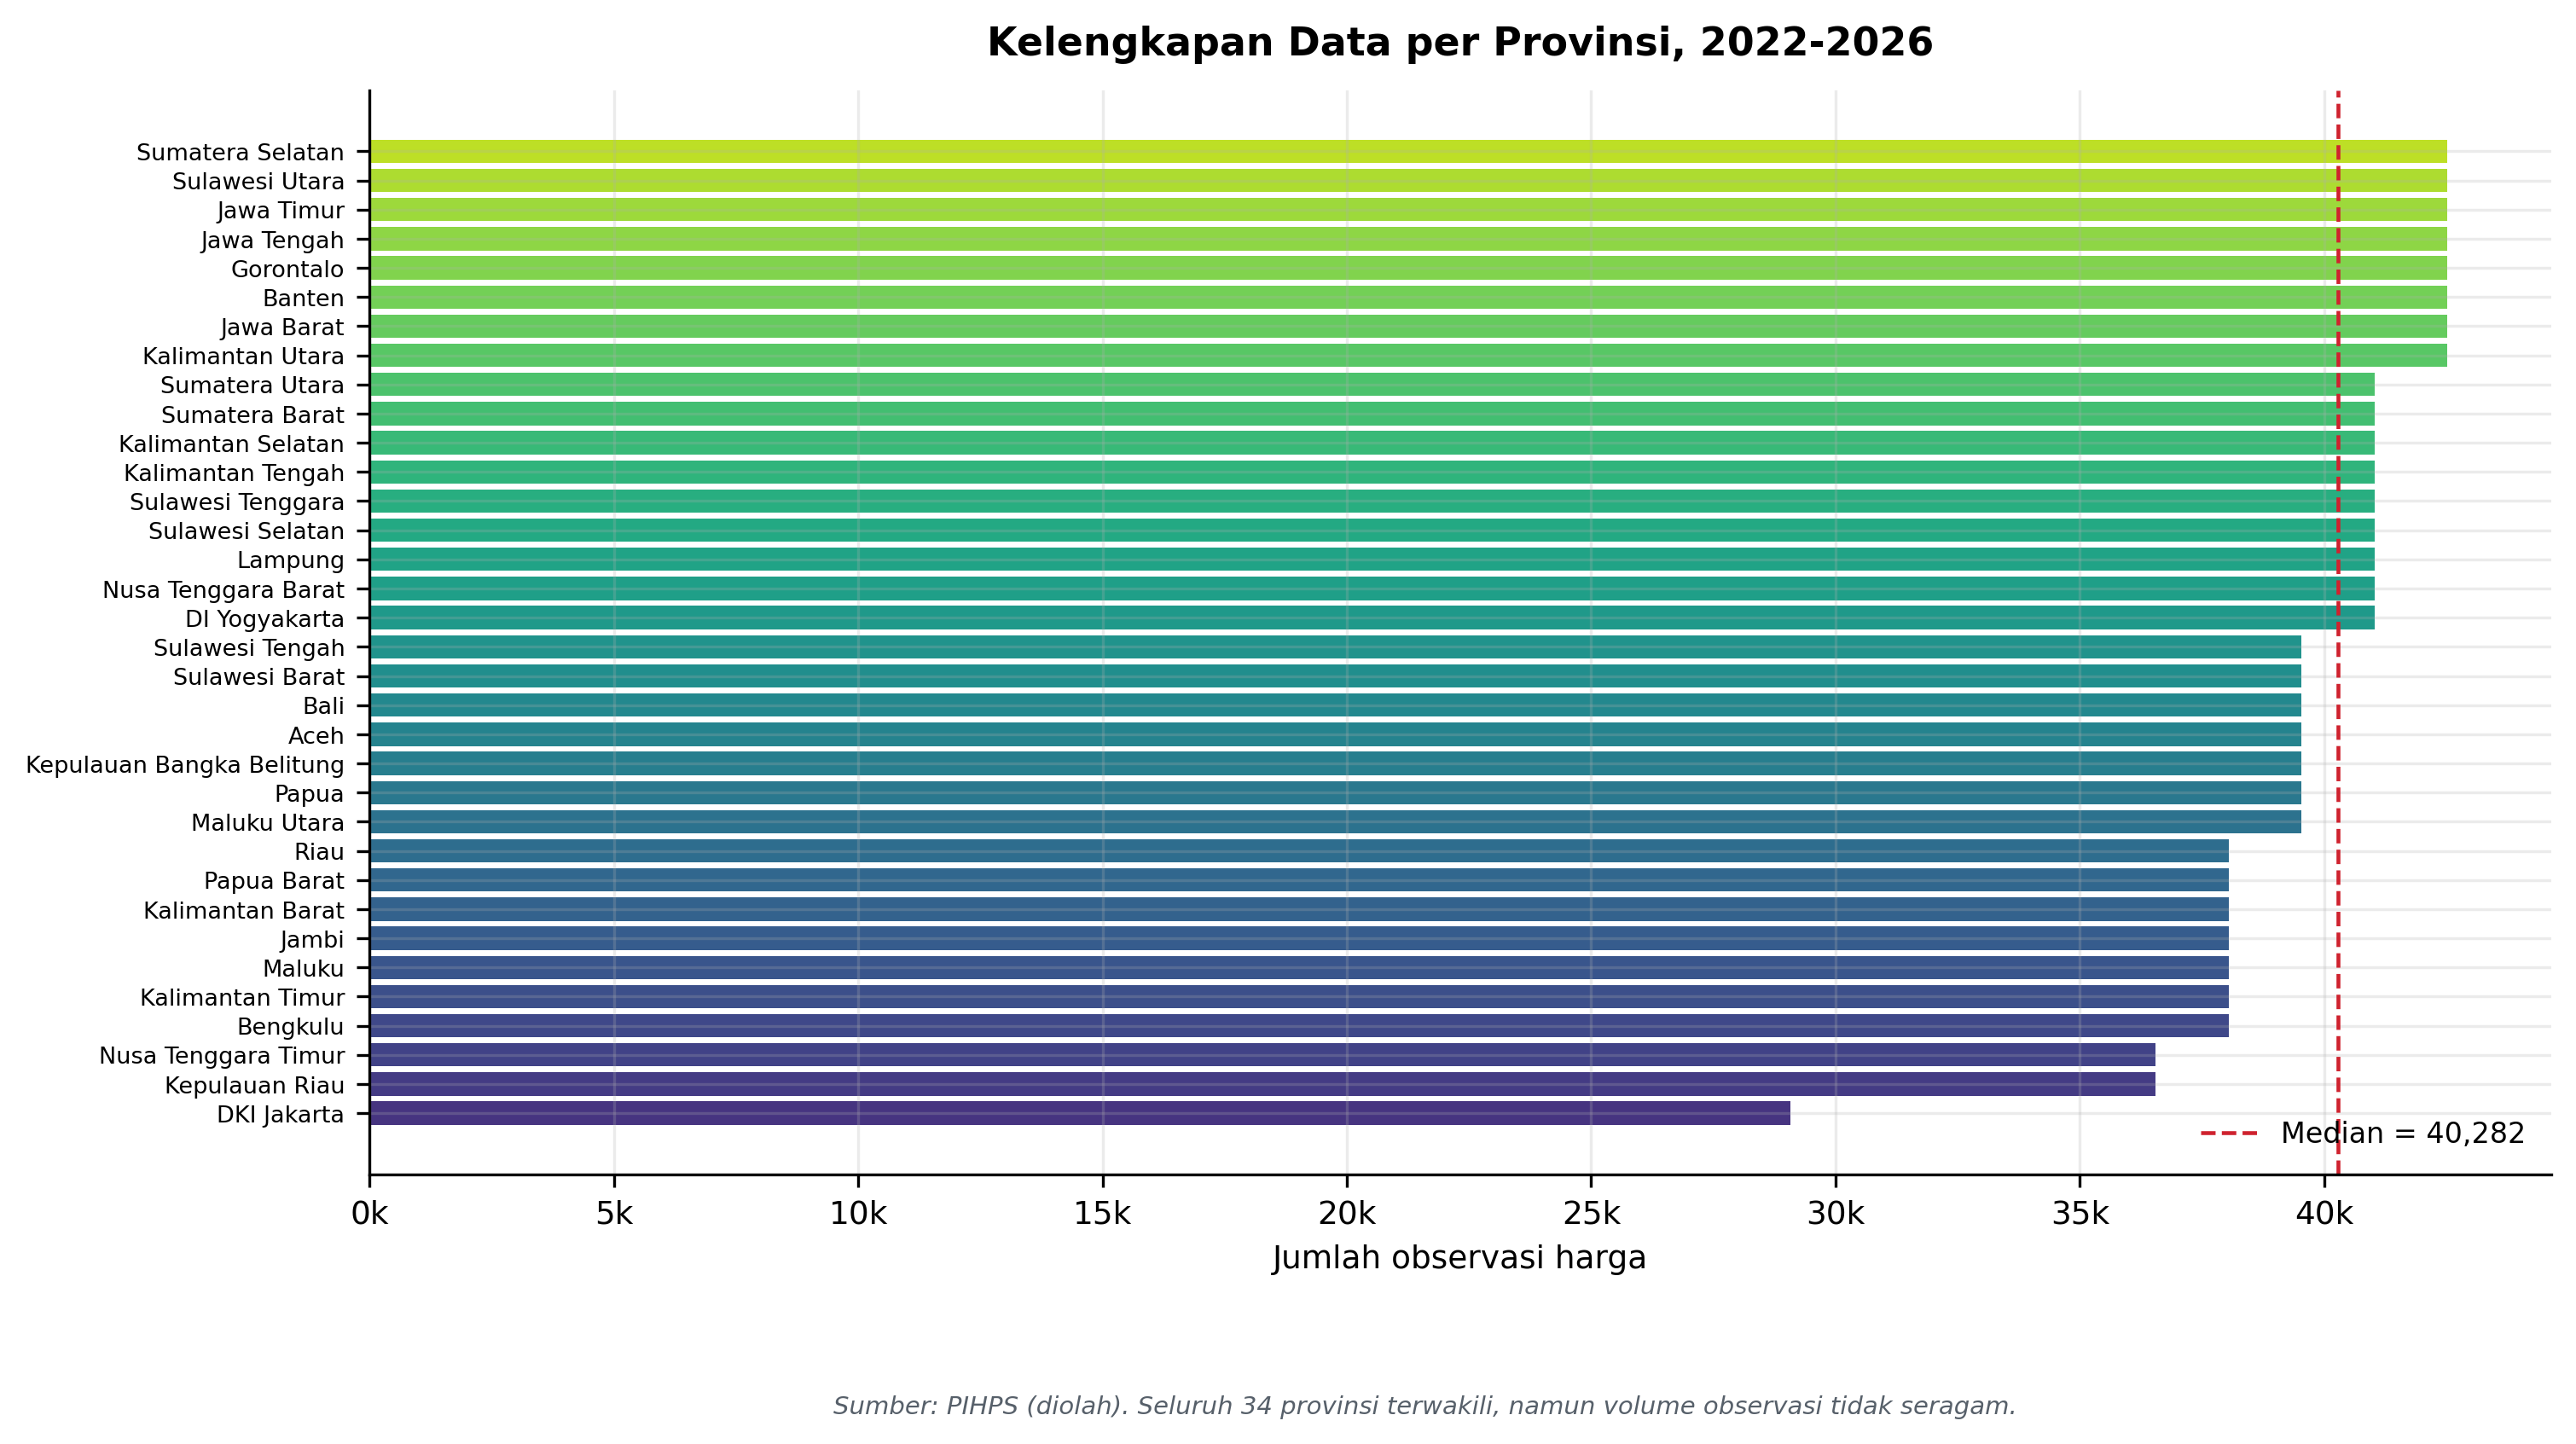 Kelengkapan Data per Provinsi, 2022-2026
Sumatera Selatan
Sulawesi Utara
Jawa Timur
Jawa Tengah
Gorontalo
Banten
Jawa Barat
Kalimantan Utara
Sumatera Utara
Sumatera Barat
Kalimantan Selatan
Kalimantan Tengah
Sulawesi Tenggara
Sulawesi Selatan
Lampung
Nusa Tenggara Barat
DI Yogyakarta
Sulawesi Tengah
Sulawesi Barat
Bali
Aceh
Kepulauan Bangka Belitung
Papua
Maluku Utara
Riau
Papua Barat
Kalimantan Barat
Jambi
Maluku
Kalimantan Timur
Bengkulu
Nusa Tenggara Timur
Kepulauan Riau
DKI Jakarta
Median = 40,282
0k 5k 10k 15k 20k 25k 30k 35k 40k
Jumlah observasi harga
Sumber: PIHPS (diolah). Seluruh 34 provinsi terwakili, namun volume observasi tidak seragam.